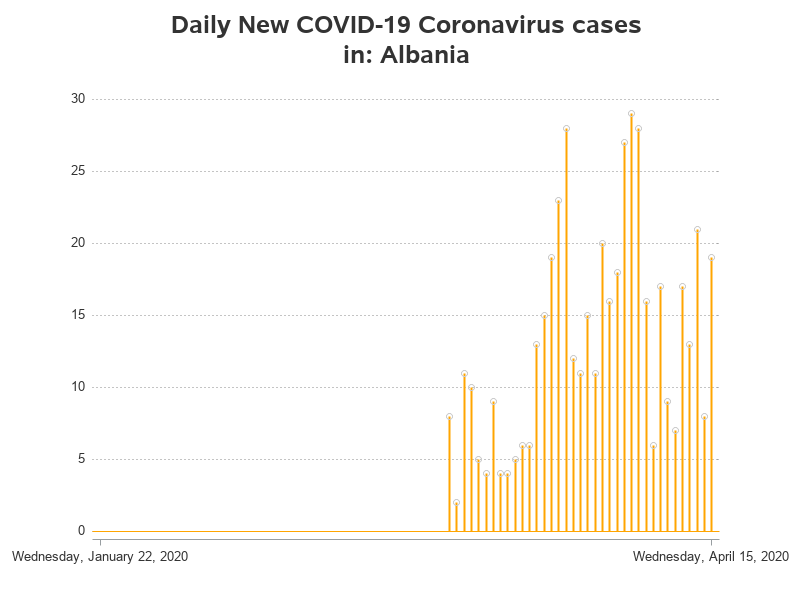 Daily New COVID-19 Coronavirus cases
in: Albania
30
25
20
15
10
5
0
Wednesday, January 22, 2020
Wednesday, April 15, 2020